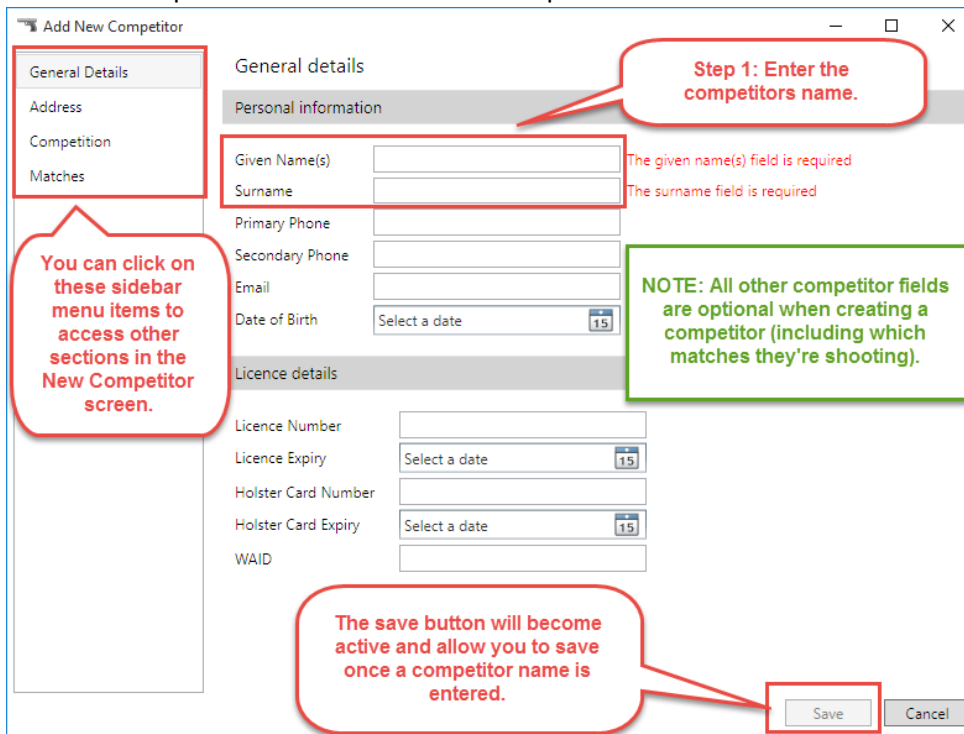 Add New Competitor
General Details
Address
Competition
Matches
You can click on
these sidebar
menu items to
access other
sections in the
New Competitor
screen.
General details
Step 1: Enter the
competitors name.
Personal information
Given Name(s)
The given name(s) field is required
Surname
The surname field is required
Primary Phone
Secondary Phone
Email
Date of Birth
Select a date
15
NOTE: All other competitor fields
are optional when creating a
competitor (including which
matches they're shooting).
Licence details
Licence Number
Licence Expiry
Select a date
15
Holster Card Number
Holster Card Expiry
Select a date
15
WAID
The save button will become
active and allow you to save
once a competitor name is
entered.
Save
Cancel